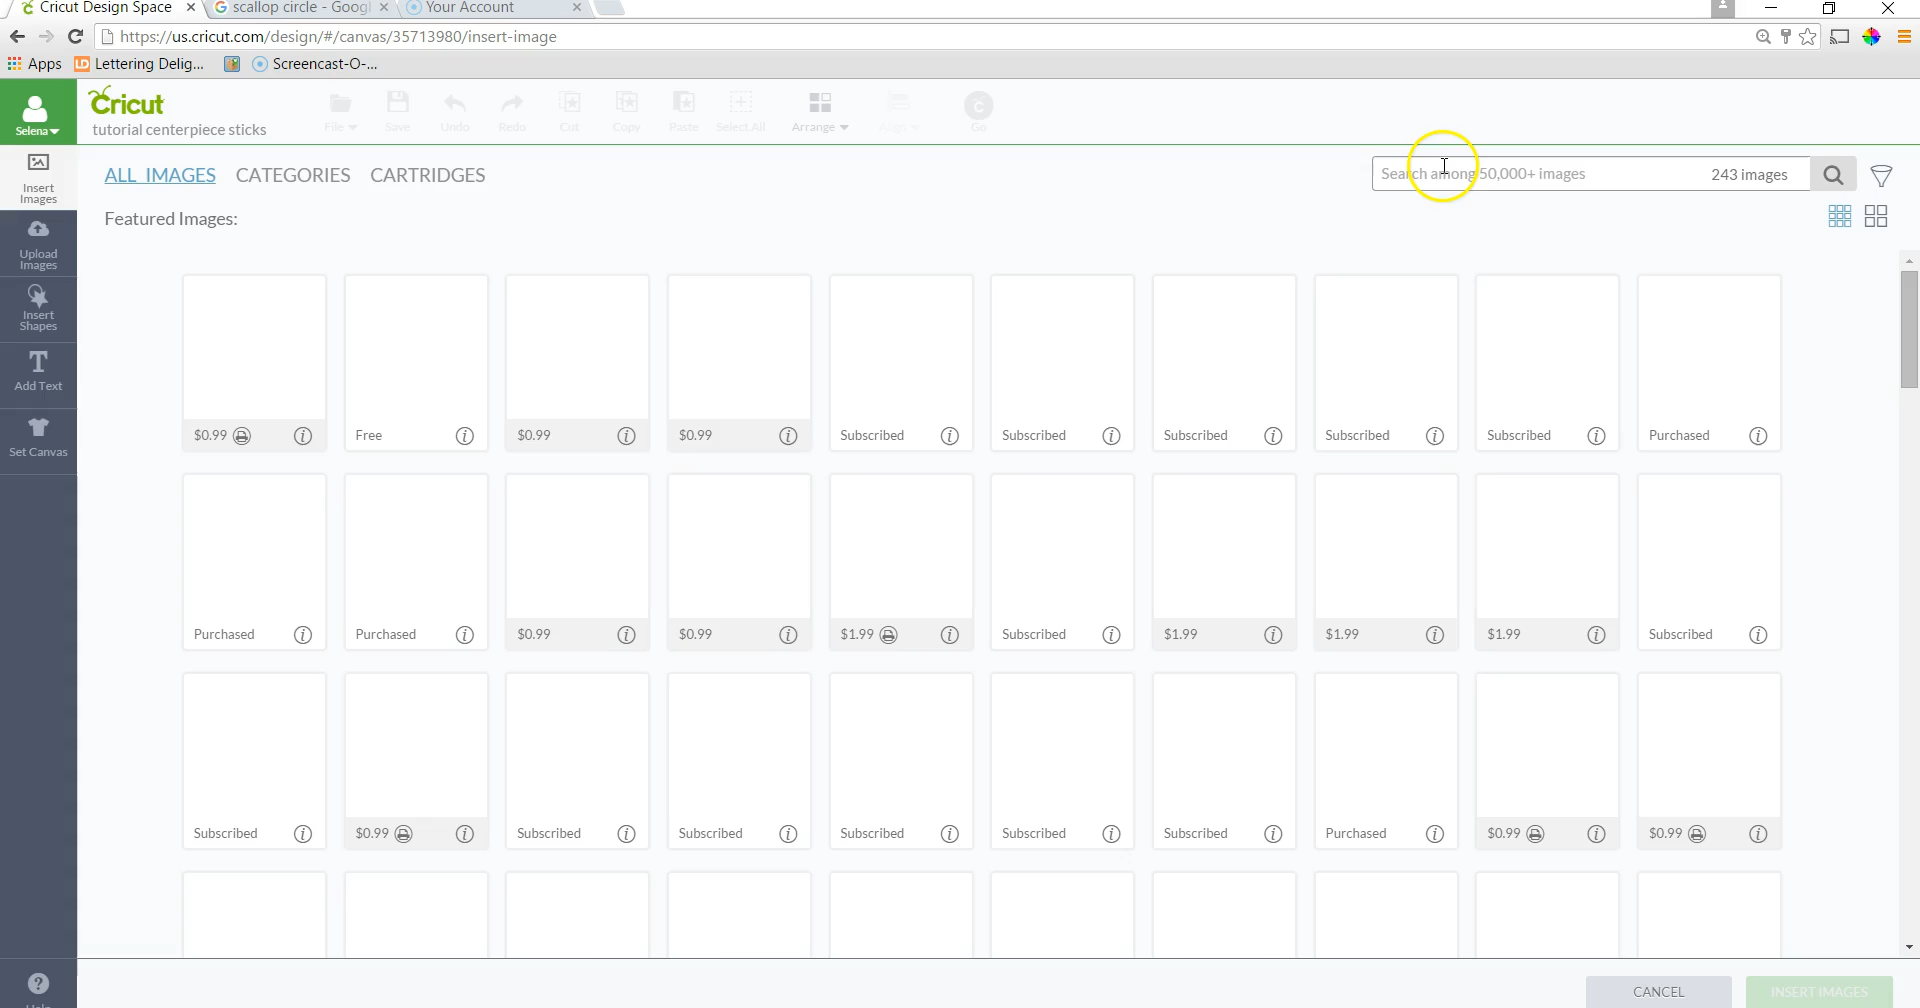 Cricut Design Space
scallop circle - Googl
Your Account
https://us.cricut.com/design/#/canvas/35713980/insert-image
Apps
Lettering Delig...
Screencast-O-...
Selena
Cricut
tutorial centerpiece sticks
File
Save
Undo
Redo
Cut
Copy
Paste
Select All
Arrange
Align
Go
Insert
Images
Upload
Images
Insert
Shapes
Add Text
Set Canvas
ALL IMAGES CATEGORIES CARTRIDGES
Search among 50,000+ images 243 images
Featured Images:
$0.99 Free $0.99 $0.99 Subscribed Subscribed Subscribed Subscribed Subscribed Purchased
Purchased Purchased $0.99 $0.99 $1.99 Subscribed $1.99 $1.99 $1.99 Subscribed
Subscribed $0.99 Subscribed Subscribed Subscribed Subscribed Subscribed Purchased $0.99 $0.99
CANCEL INSERT IMAGES